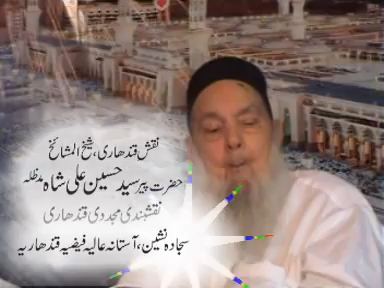 نقش قندھاری، شیخ المشائخ
حضرت پیر سید حسین علی شاہ مدظلہ
نقشبندی مجددی قندھاری
سجادہ نشین، آستانہ عالیہ فیضیہ قندھاریہ